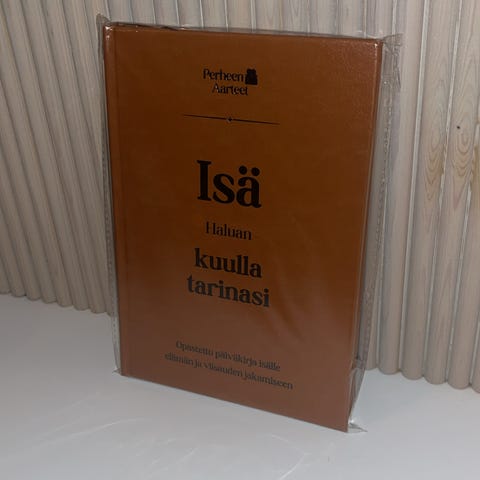 Perheen
Aarteet
Isä
Haluan
kuulla
tarinasi
Opastettu päiväkirja isälle
elämän ja viisauden jakamiseen